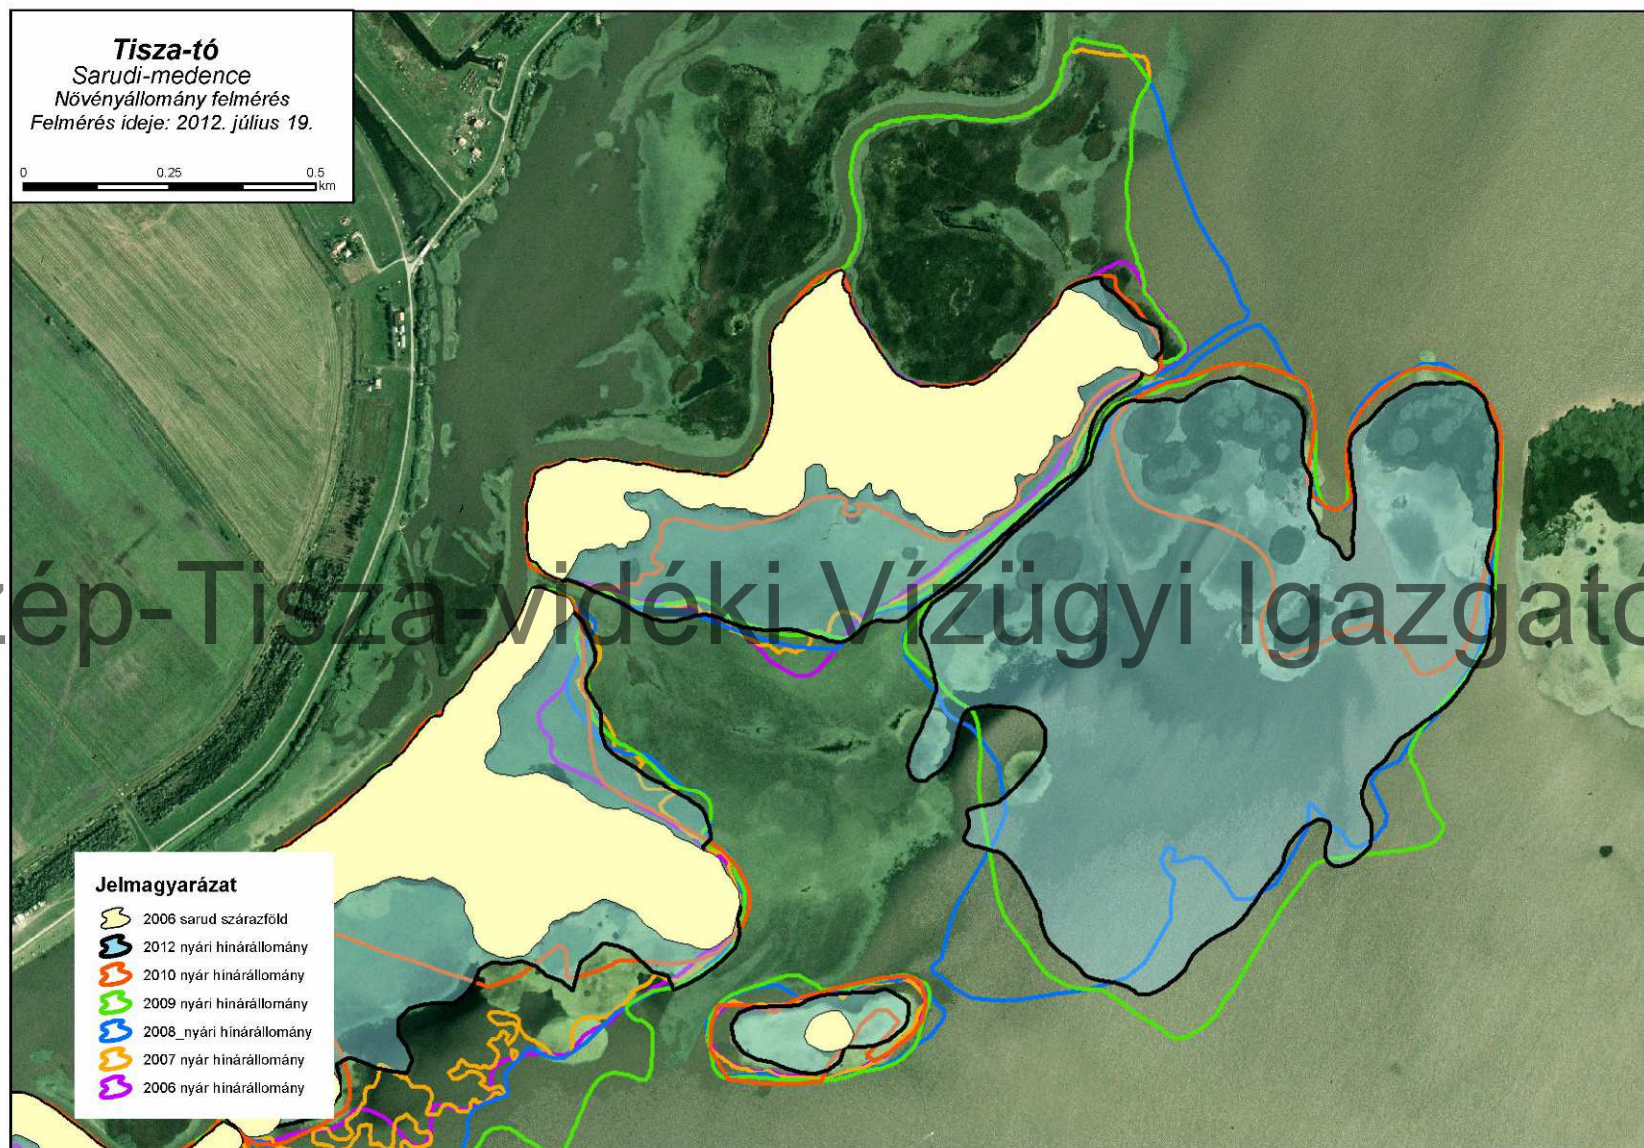 Tisza-tó
Sarudi-medence
Növényállomány felmérés
Felmérés ideje: 2012. július 19.
0 0.25 0.5
km
zép-Tisza-vidéki Vízügyi Igazgató
Jelmagyarázat
2006 sarud szárazföld
2012 nyári hínárállomány
2010 nyár hínárállomány
2009 nyári hínárállomány
2008_nyári hínárállomány
2007 nyár hínárállomány
2006 nyár hínárállomány